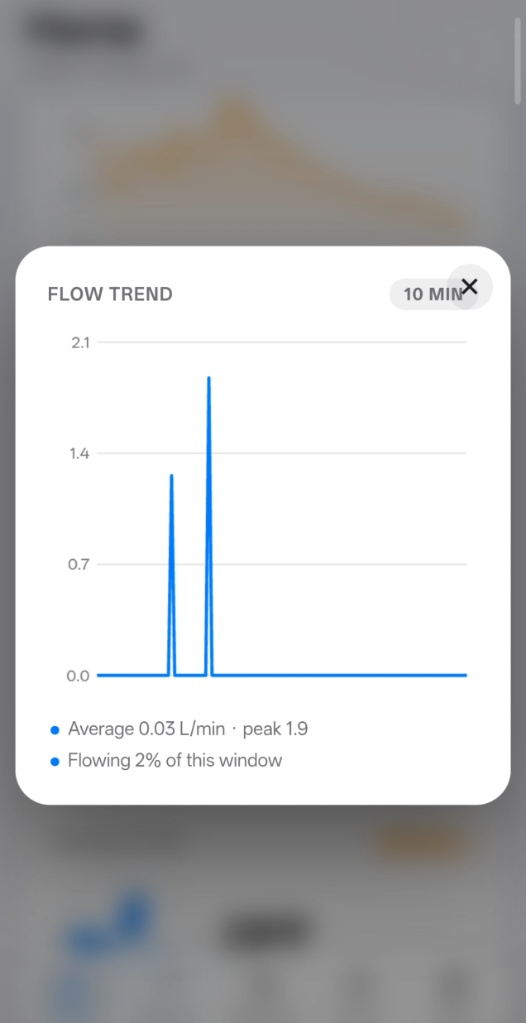 FLOW TREND
10 MIN
2.1
1.4
0.7
0.0
Average 0.03 L/min · peak 1.9
Flowing 2% of this window